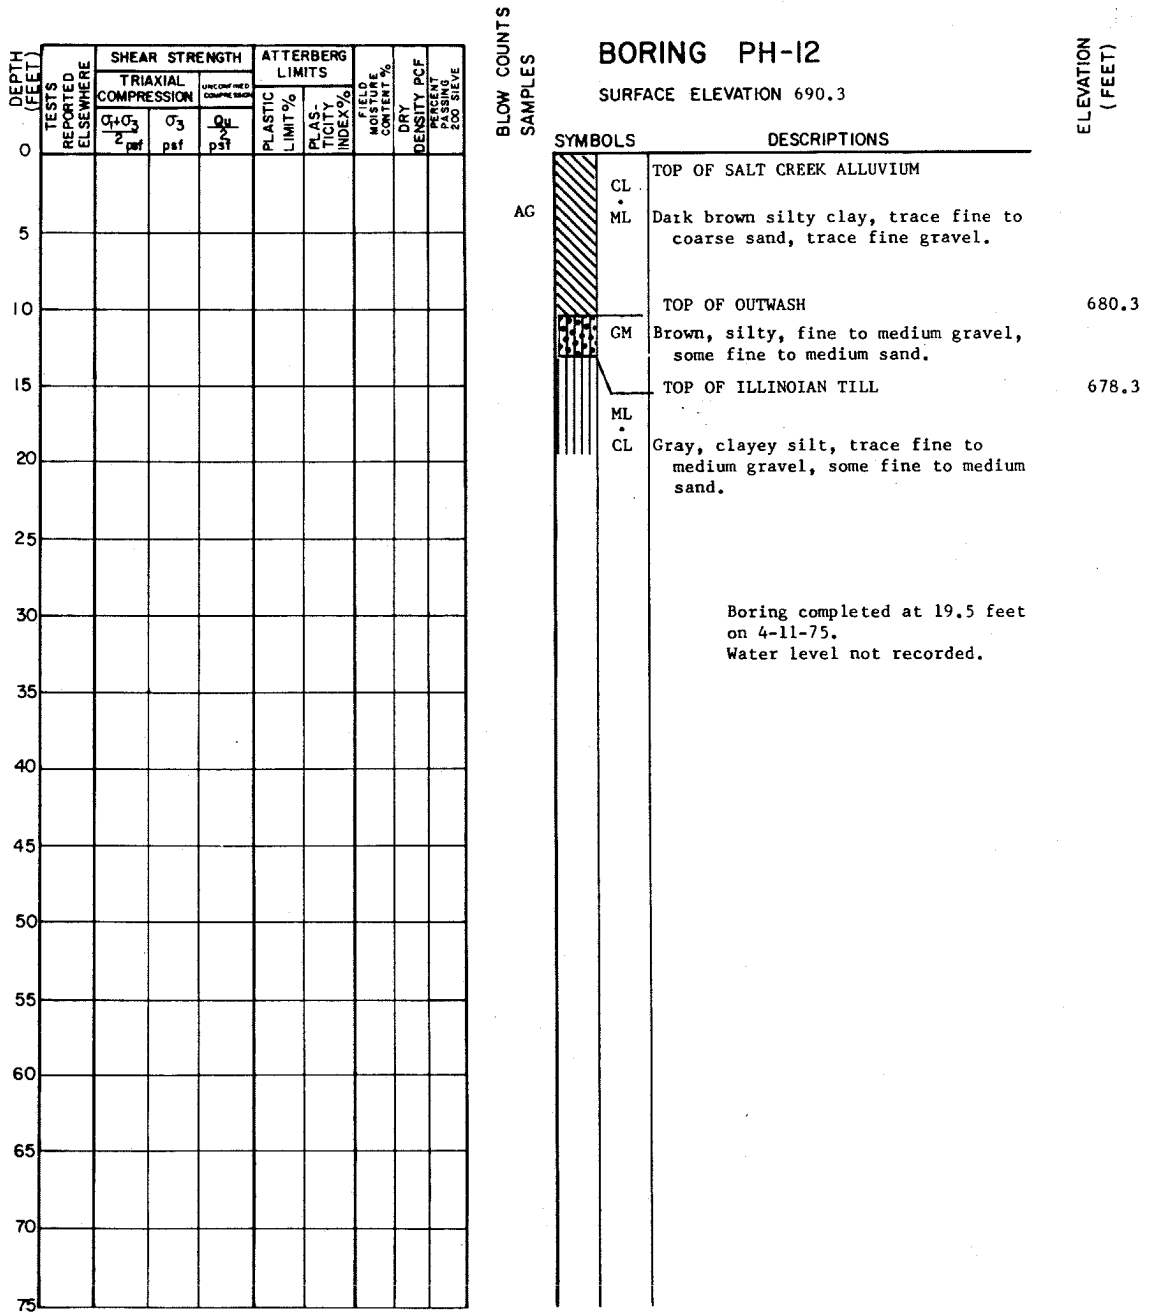 BORING PH-12
SURFACE ELEVATION 690.3
DEPTH (FEET)
TESTS REPORTED ELSEWHERE
SHEAR STRENGTH
TRIAXIAL COMPRESSION
UNCONFINED COMPRESSION
σ1+σ3
2 psf
σ3
psf
Qu
2
psf
ATTERBERG LIMITS
PLASTIC LIMIT%
PLAS-
TICITY
INDEX%
FIELD MOISTURE CONTENT %
DRY DENSITY PCF
PERCENT PASSING 200 SIEVE
BLOW COUNTS
SAMPLES
SYMBOLS
DESCRIPTIONS
ELEVATION (FEET)
0
TOP OF SALT CREEK ALLUVIUM
CL
AG
ML Dark brown silty clay, trace fine to
coarse sand, trace fine gravel.
5
10
TOP OF OUTWASH 680.3
GM Brown, silty, fine to medium gravel,
some fine to medium sand.
15
TOP OF ILLINOIAN TILL 678.3
ML
CL Gray, clayey silt, trace fine to
medium gravel, some fine to medium
sand.
20
25
30
Boring completed at 19.5 feet
on 4-11-75.
Water level not recorded.
35
40
45
50
55
60
65
70
75